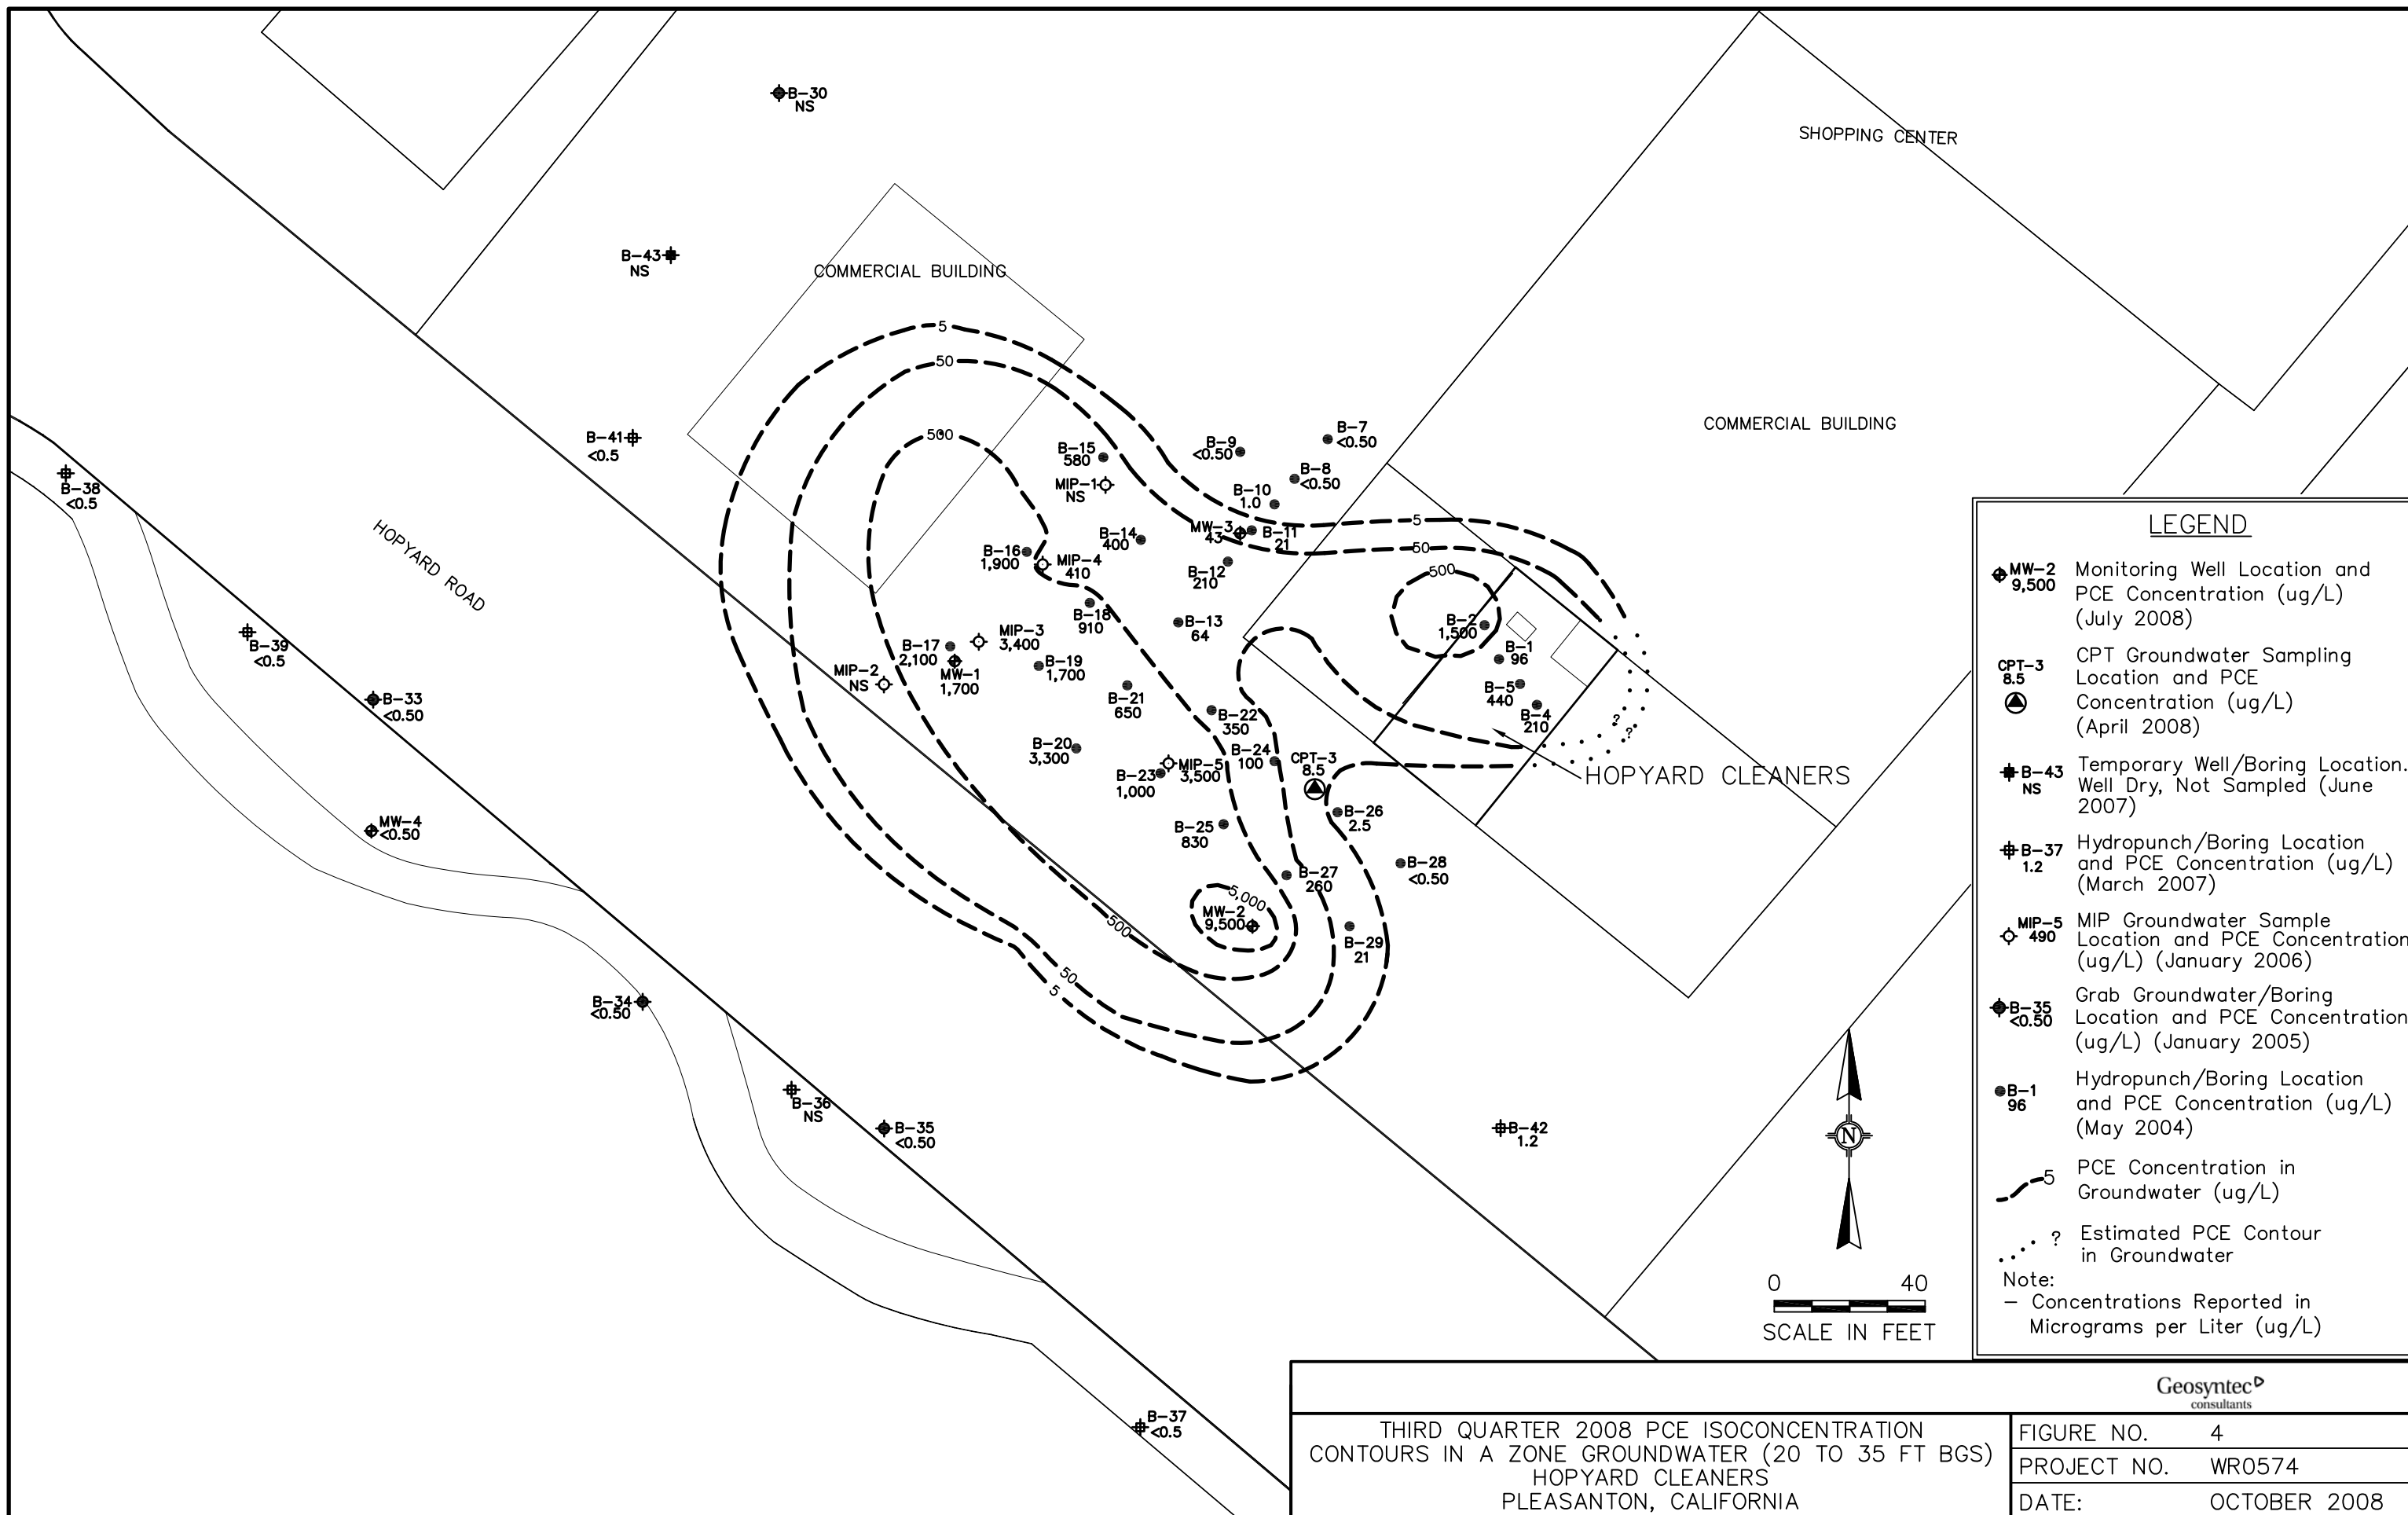 B-30
NS
SHOPPING CENTER
B-43
NS
COMMERCIAL BUILDING
5
50
500
B-41
<0.5
B-38
<0.5
HOPYARD ROAD
B-15
580
MIP-1
NS
B-9
<0.50
B-7
<0.50
B-8
<0.50
B-10
1.0
COMMERCIAL BUILDING
5
50
500
MW-3
43
B-11
21
B-14
400
B-16
1,900
MIP-4
410
B-12
210
B-18
910
B-13
64
B-2
1,500
B-1
96
B-5
440
B-4
210
?
?
B-39
<0.5
B-33
<0.50
B-17
2,100
MIP-3
3,400
MIP-2
NS
MW-1
1,700
B-19
1,700
B-21
650
B-22
350
B-20
3,300
B-24
100
CPT-3
8.5
MIP-5
3,500
B-23
1,000
HOPYARD CLEANERS
MW-4
<0.50
B-25
830
B-26
2.5
B-28
<0.50
B-27
260
5,000
MW-2
9,500
500
B-29
21
50
5
B-34
<0.50
B-36
NS
B-35
<0.50
B-42
1.2
B-37
<0.5
N
0 40
SCALE IN FEET
LEGEND
MW-2
9,500
Monitoring Well Location and
PCE Concentration (ug/L)
(July 2008)
CPT-3
8.5
CPT Groundwater Sampling
Location and PCE
Concentration (ug/L)
(April 2008)
B-43
NS
Temporary Well/Boring Location.
Well Dry, Not Sampled (June
2007)
B-37
1.2
Hydropunch/Boring Location
and PCE Concentration (ug/L)
(March 2007)
MIP-5
490
MIP Groundwater Sample
Location and PCE Concentration
(ug/L) (January 2006)
B-35
<0.50
Grab Groundwater/Boring
Location and PCE Concentration
(ug/L) (January 2005)
B-1
96
Hydropunch/Boring Location
and PCE Concentration (ug/L)
(May 2004)
5
PCE Concentration in
Groundwater (ug/L)
?
Estimated PCE Contour
in Groundwater
Note:
- Concentrations Reported in
Micrograms per Liter (ug/L)
Geosyntec
consultants
THIRD QUARTER 2008 PCE ISOCONCENTRATION
CONTOURS IN A ZONE GROUNDWATER (20 TO 35 FT BGS)
HOPYARD CLEANERS
PLEASANTON, CALIFORNIA
FIGURE NO. 4
PROJECT NO. WR0574
DATE: OCTOBER 2008